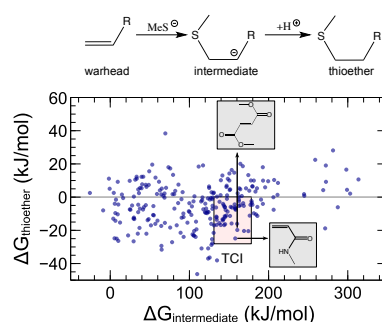 MeS⊖
+H⊕
R
S
⊖
R
S
R
warhead
intermediate
thioether
ΔGthioether (kJ/mol)
60
40
20
0
−20
−40
O
O
O
O
O
HN
TCI
0
100
200
300
ΔGintermediate (kJ/mol)